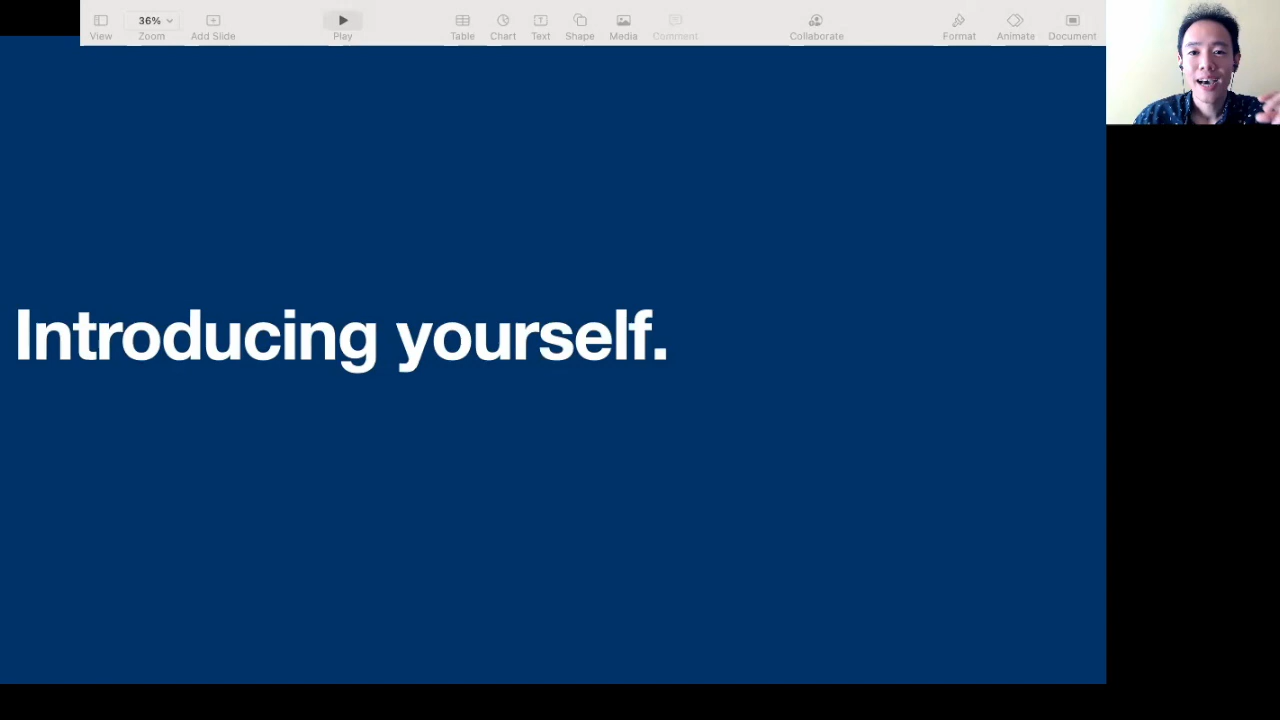 36%
View
Zoom
Add Slide
Play
Table
Chart
Text
Shape
Media
Comment
Collaborate
Format
Animate
Document
Introducing yourself.